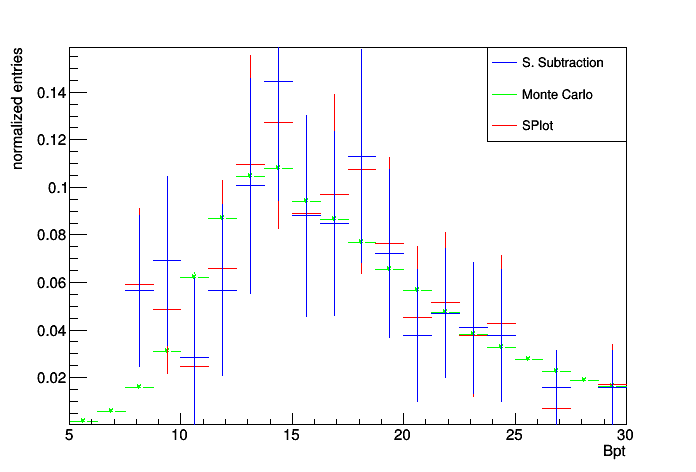 normalized entries
S. Subtraction
Monte Carlo
SPlot
0.14
0.12
0.1
0.08
0.06
0.04
0.02
5 10 15 20 25 30
Bpt